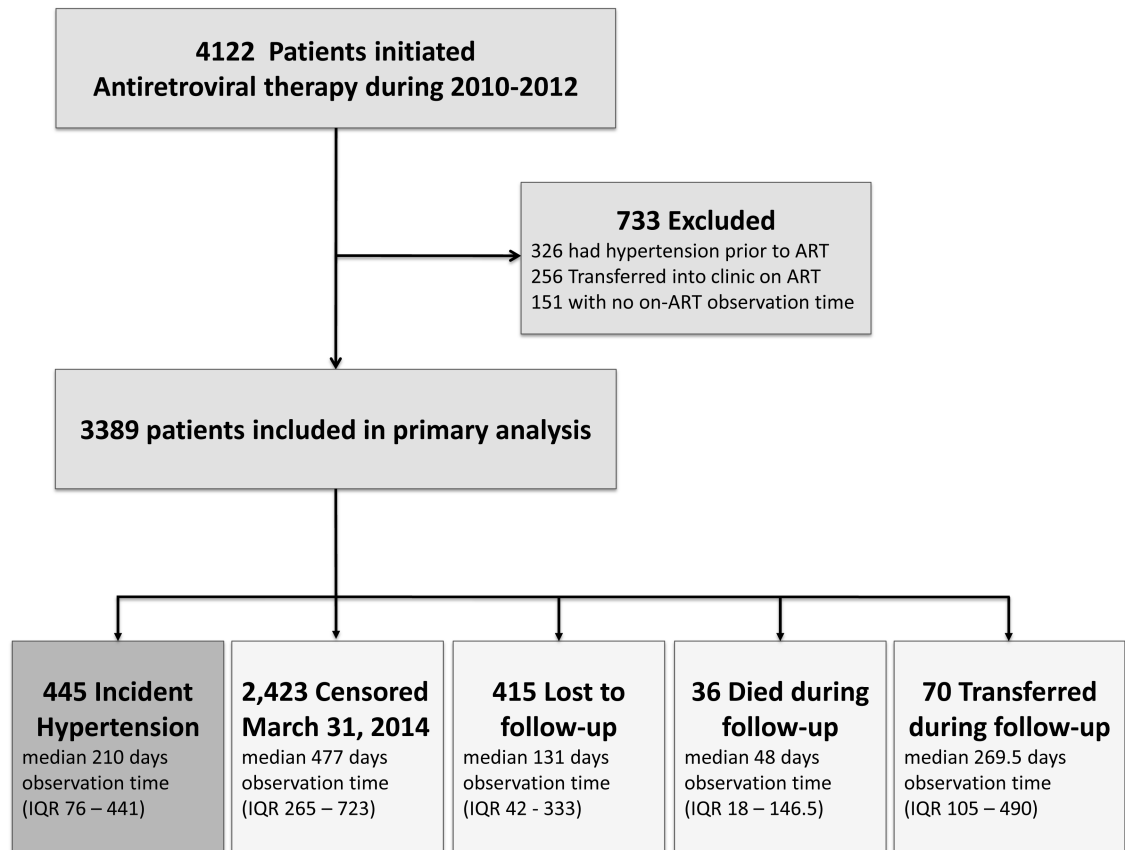 4122 Patients initiated
Antiretroviral therapy during 2010-2012
733 Excluded
326 had hypertension prior to ART
256 Transferred into clinic on ART
151 with no on-ART observation time
3389 patients included in primary analysis
445 Incident
Hypertension
median 210 days
observation time
(IQR 76 – 441)
2,423 Censored
March 31, 2014
median 477 days
observation time
(IQR 265 – 723)
415 Lost to
follow-up
median 131 days
observation time
(IQR 42 - 333)
36 Died during
follow-up
median 48 days
observation time
(IQR 18 – 146.5)
70 Transferred
during follow-up
median 269.5 days
observation time
(IQR 105 – 490)